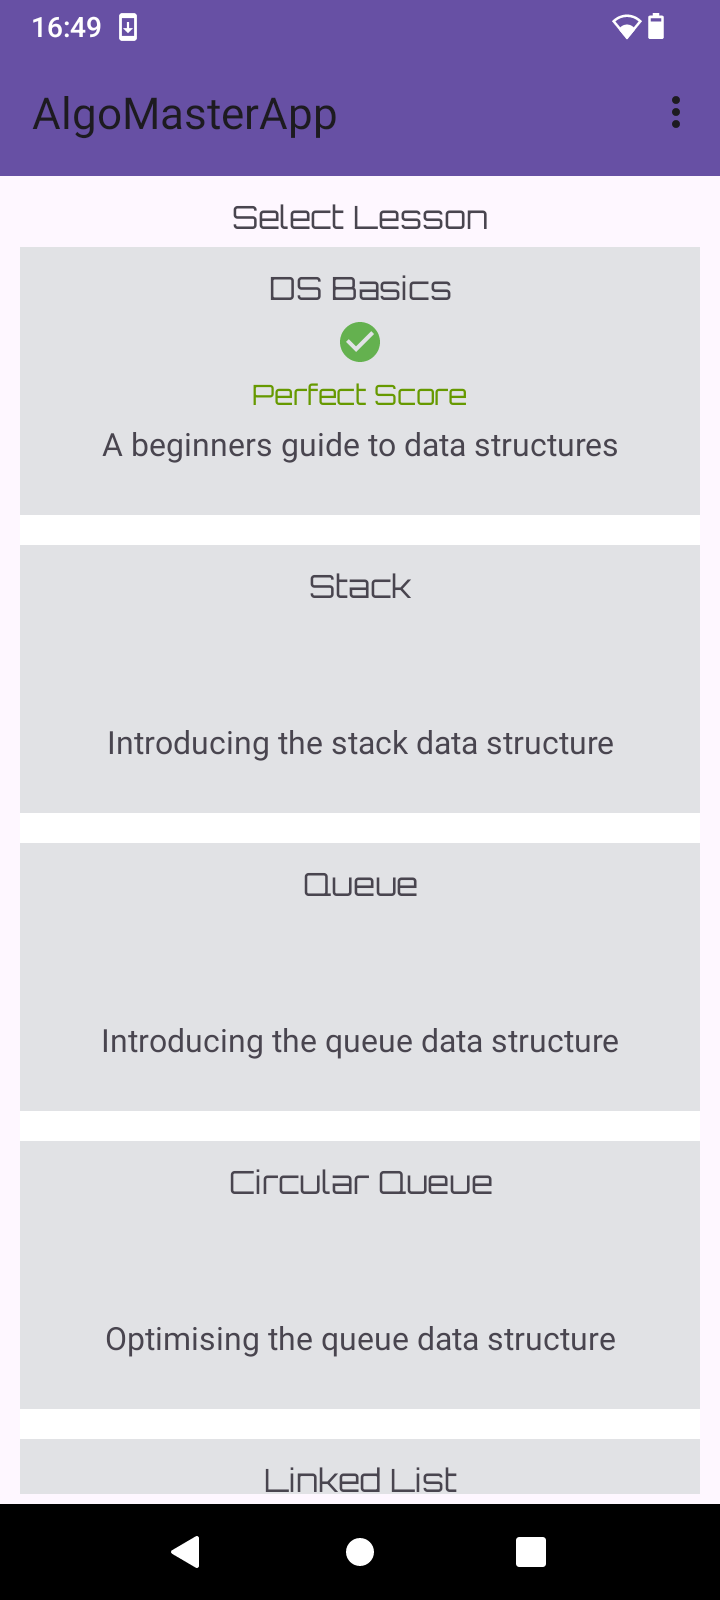 16:49
AlgoMasterApp
Select Lesson
DS Basics
Perfect Score
A beginners guide to data structures
Stack
Introducing the stack data structure
Queue
Introducing the queue data structure
Circular Queue
Optimising the queue data structure
Linked List